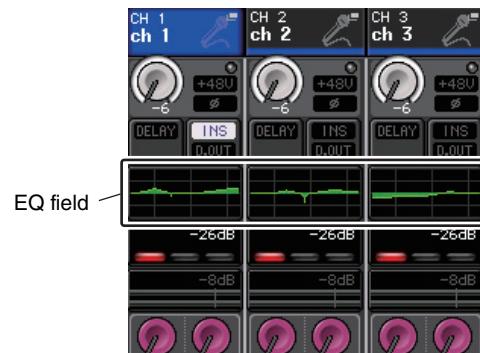 CH 1 CH 2 CH 3
ch 1 ch 2 ch 3
+48V +48V +48V
-6 ø -6 ø -6 ø
DELAY INS DELAY INS DELAY INS
D.OUT D.OUT D.OUT
EQ field
-26dB -26dB -26dB
-8dB -8dB -8dB